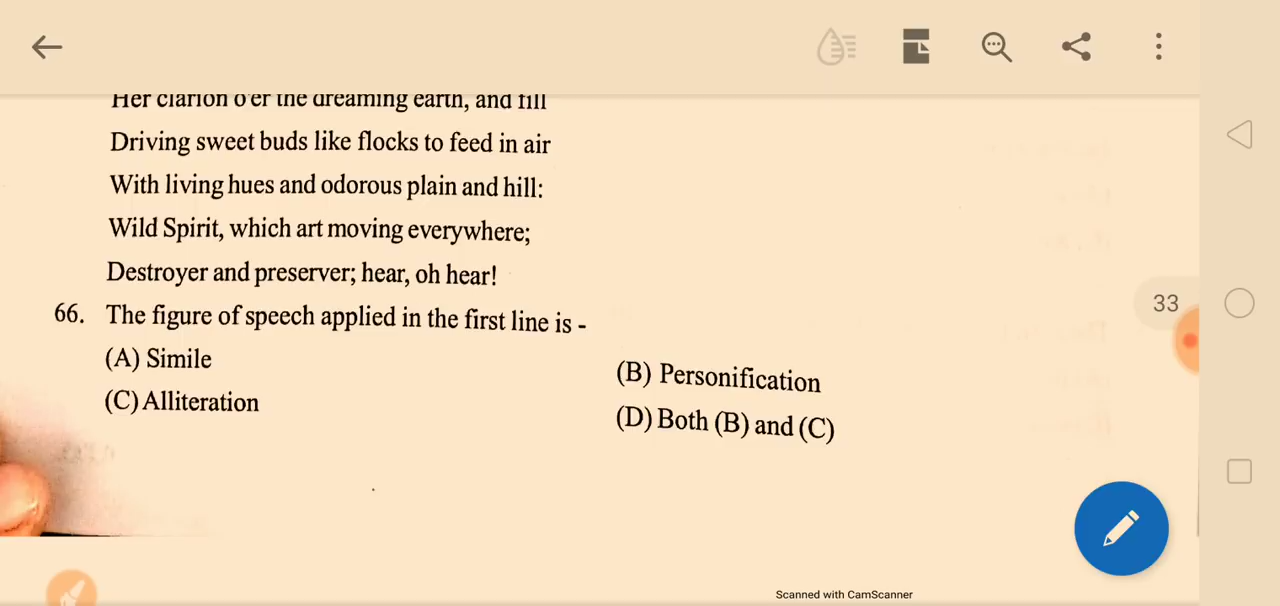 Her clarion o'er the dreaming earth, and fill
Driving sweet buds like flocks to feed in air
With living hues and odorous plain and hill:
Wild Spirit, which art moving everywhere;
Destroyer and preserver; hear, oh hear!
33
66. The figure of speech applied in the first line is -
(A) Simile
(B) Personification
(C) Alliteration
(D) Both (B) and (C)
Scanned with CamScanner